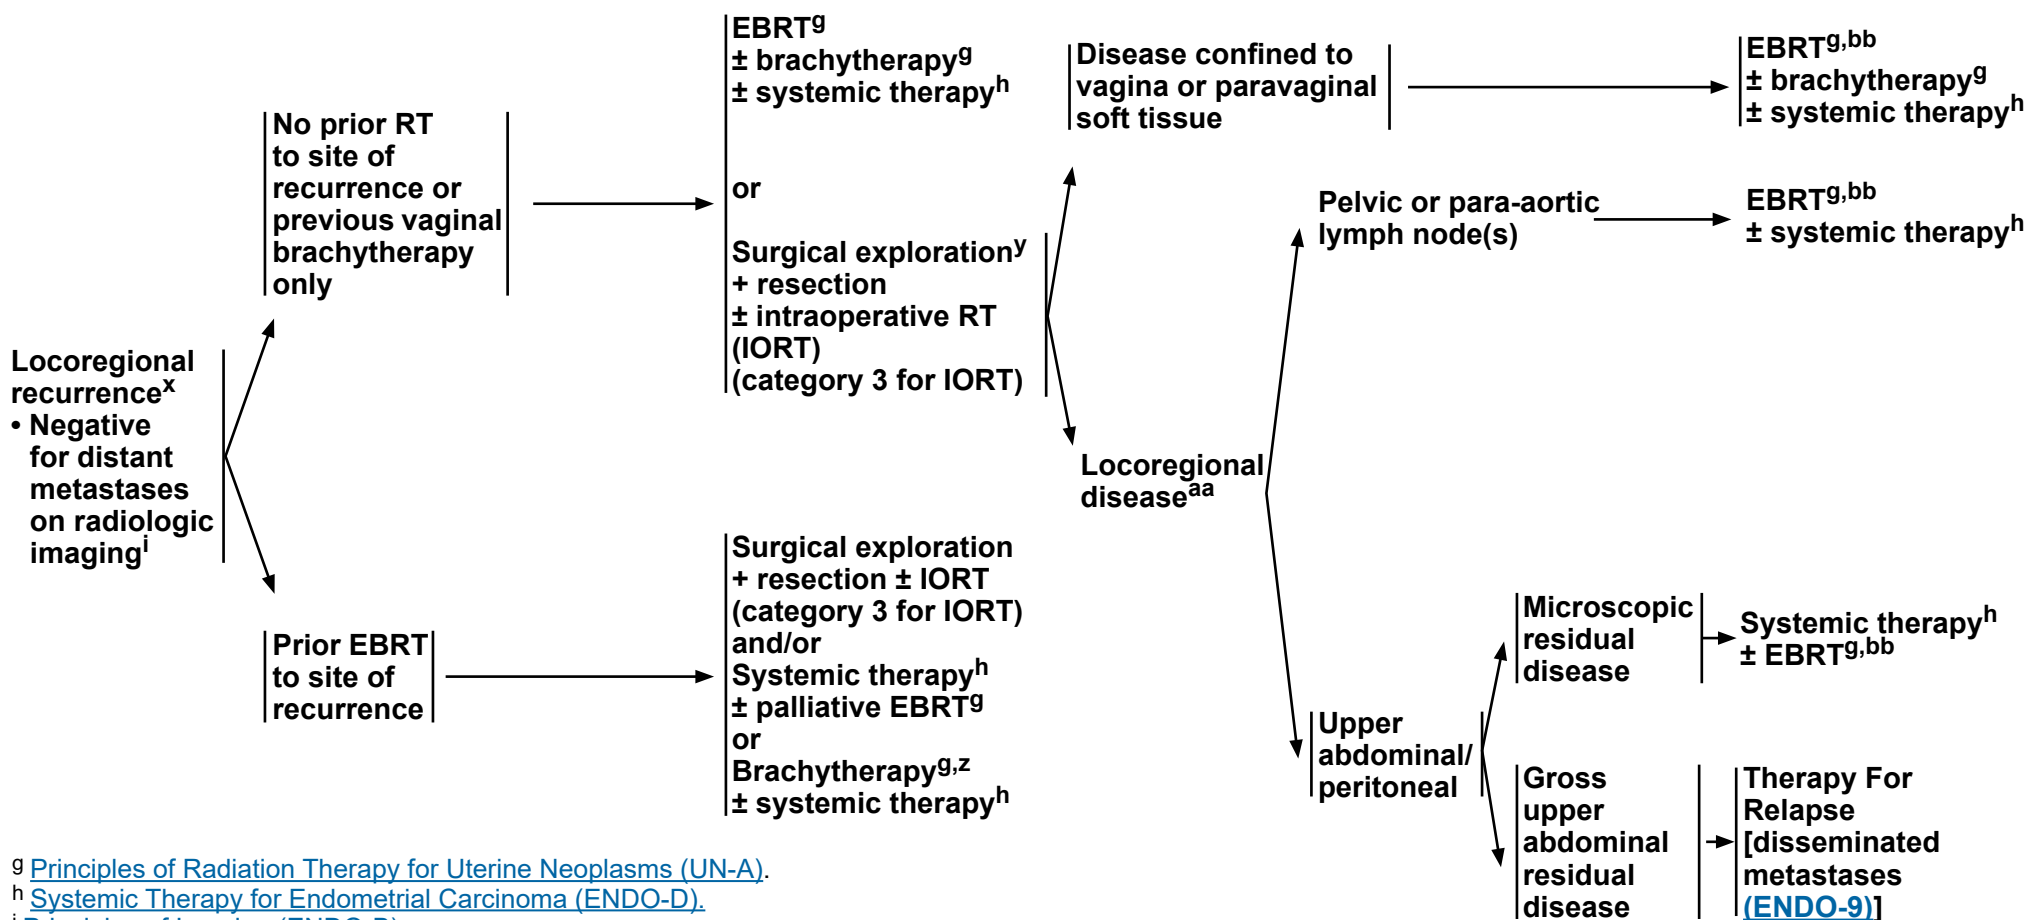 Locoregional
recurrencex
• Negative
for distant
metastases
on radiologic
imagingi
No prior RT
to site of
recurrence or
previous vaginal
brachytherapy
only
Prior EBRT
to site of
recurrence
EBRTg
± brachytherapyg
± systemic therapyh
or
Surgical explorationy
+ resection
± intraoperative RT
(IORT)
(category 3 for IORT)
Surgical exploration
+ resection ± IORT
(category 3 for IORT)
and/or
Systemic therapyh
± palliative EBRTg
or
Brachytherapyg,z
± systemic therapyh
Disease confined to
vagina or paravaginal
soft tissue
Locoregional
diseaseaa
EBRTg,bb
± brachytherapyg
± systemic therapyh
Pelvic or para-aortic
lymph node(s)
EBRTg,bb
± systemic therapyh
Upper
abdominal/
peritoneal
Microscopic
residual
disease
Systemic therapyh
± EBRTg,bb
Gross
upper
abdominal
residual
disease
Therapy For
Relapse
[disseminated
metastases
(ENDO-9)]
g Principles of Radiation Therapy for Uterine Neoplasms (UN-A).
h Systemic Therapy for Endometrial Carcinoma (ENDO-D).